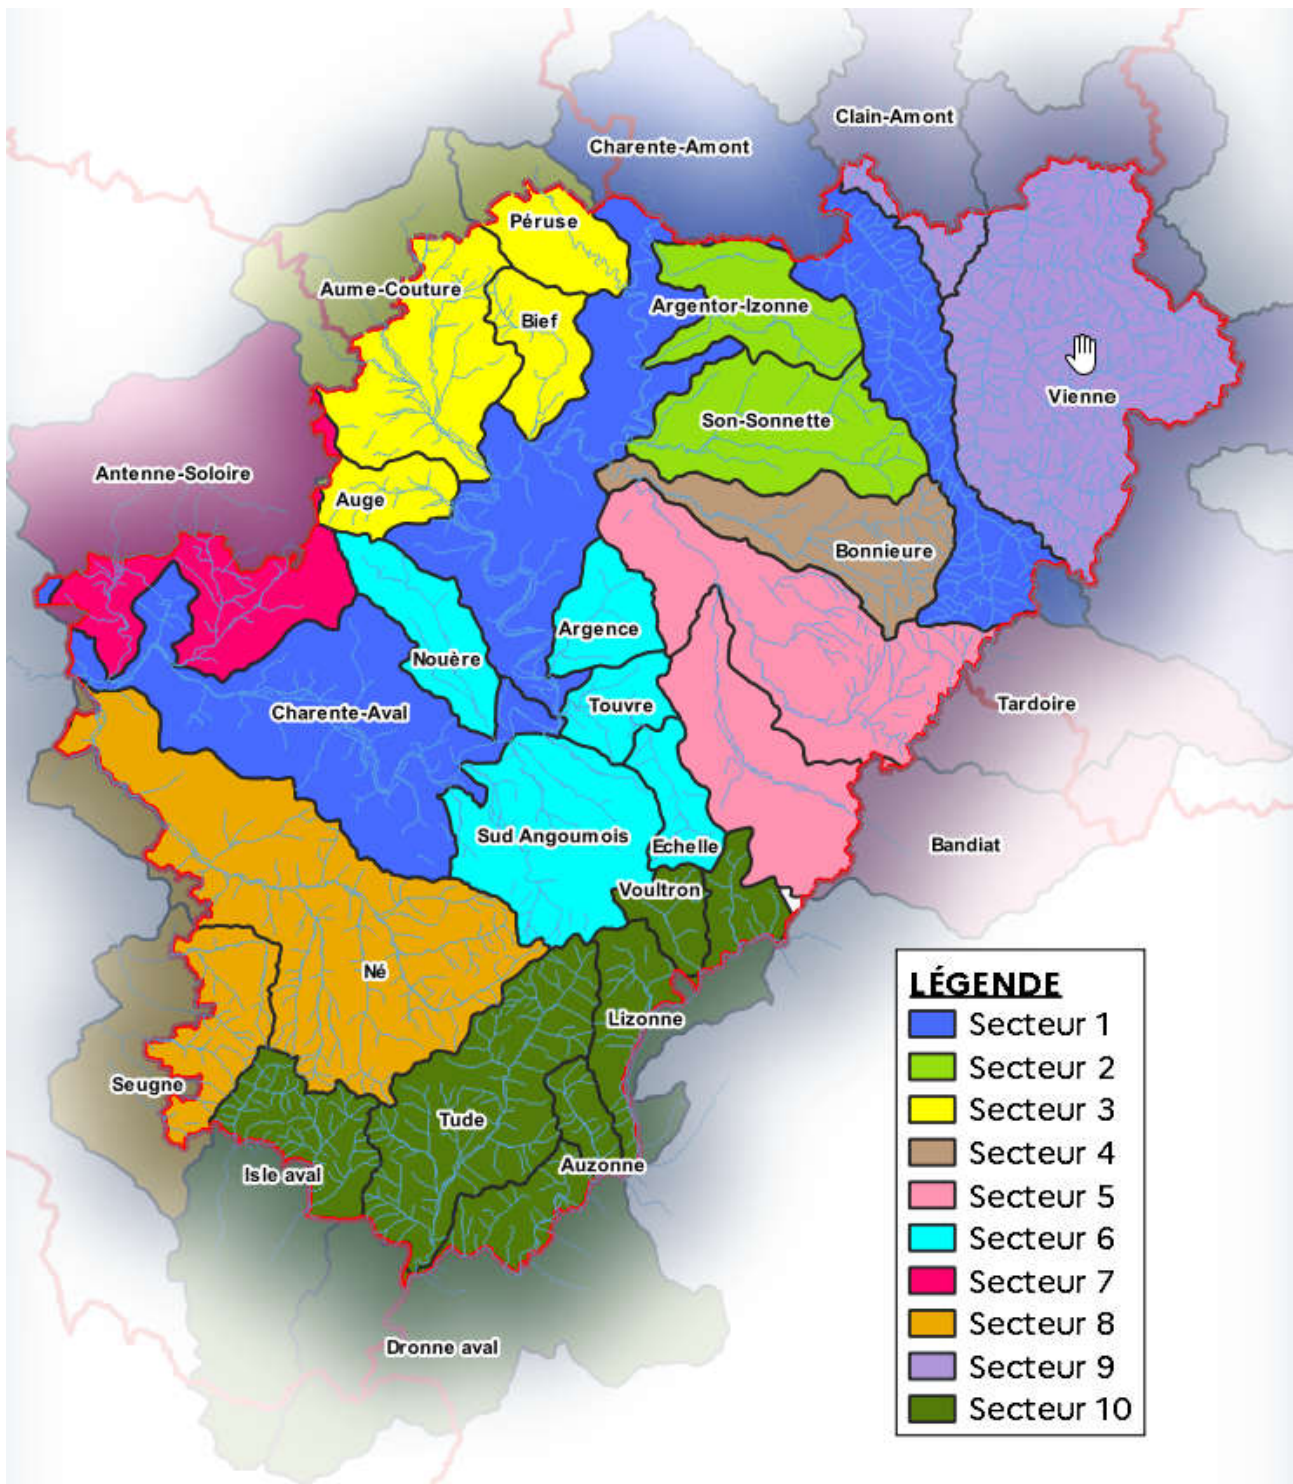 Clain-Amont
Charente-Amont
Péruse
Aume-Couture
Argentor-Izonne
Bief
Vienne
Son-Sonnette
Antenne-Soloire
Auge
Bonnieure
Argence
Nouère
Tardoire
Touvre
Charente-Aval
Sud Angoumois
Echelle
Bandiat
Voultron
Né
Lizonne
Seugne
Tude
Auzonne
Isle aval
Dronne aval
LÉGENDE
Secteur 1
Secteur 2
Secteur 3
Secteur 4
Secteur 5
Secteur 6
Secteur 7
Secteur 8
Secteur 9
Secteur 10